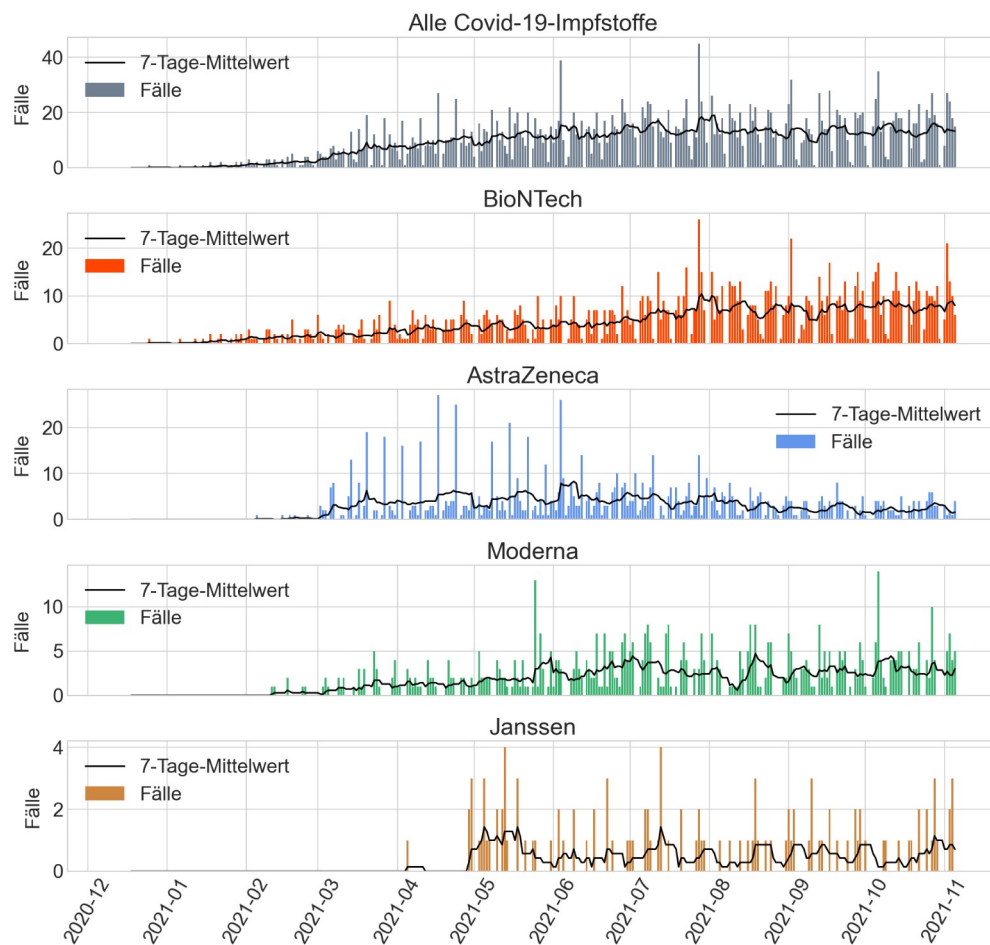 Alle Covid-19-Impfstoffe
Fälle
40
20
0
7-Tage-Mittelwert
Fälle
BioNTech
Fälle
20
10
0
7-Tage-Mittelwert
Fälle
AstraZeneca
Fälle
20
10
0
7-Tage-Mittelwert
Fälle
Moderna
Fälle
10
5
0
7-Tage-Mittelwert
Fälle
Janssen
Fälle
4
2
0
7-Tage-Mittelwert
Fälle
2020-12 2021-01 2021-02 2021-03 2021-04 2021-05 2021-06 2021-07 2021-08 2021-09 2021-10 2021-11